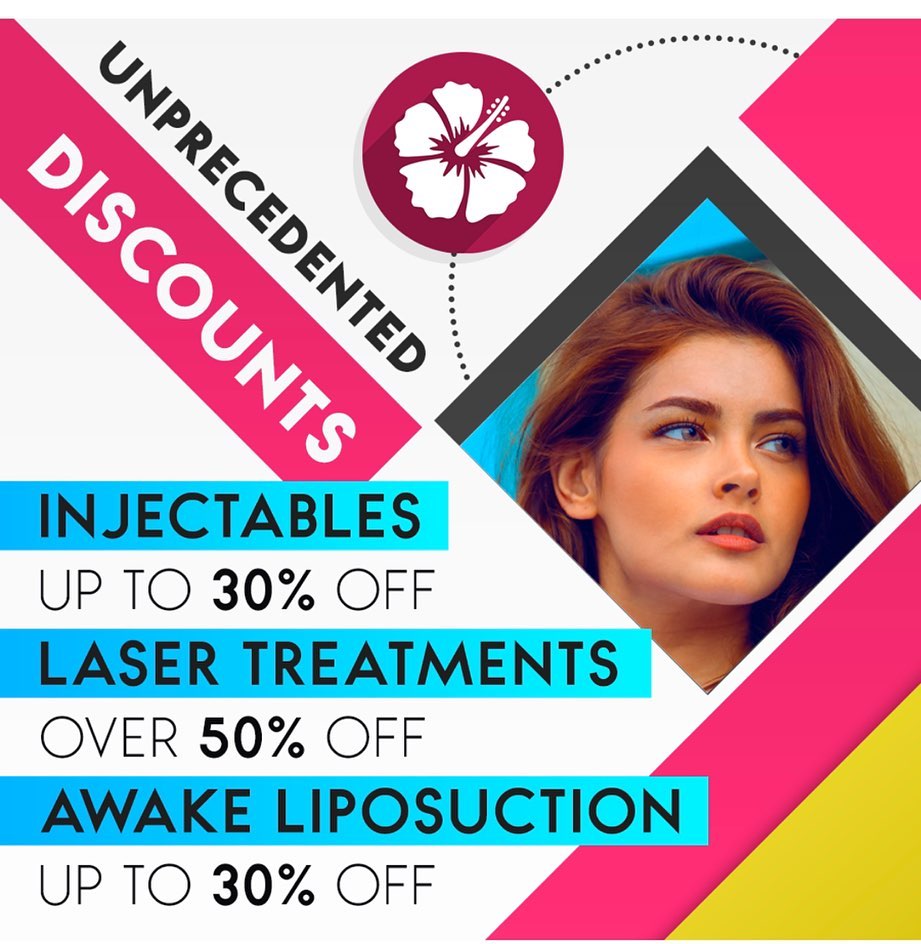 UNPRECEDENTED
DISCOUNTS
INJECTABLES
UP TO 30% OFF
LASER TREATMENTS
OVER 50% OFF
AWAKE LIPOSUCTION
UP TO 30% OFF